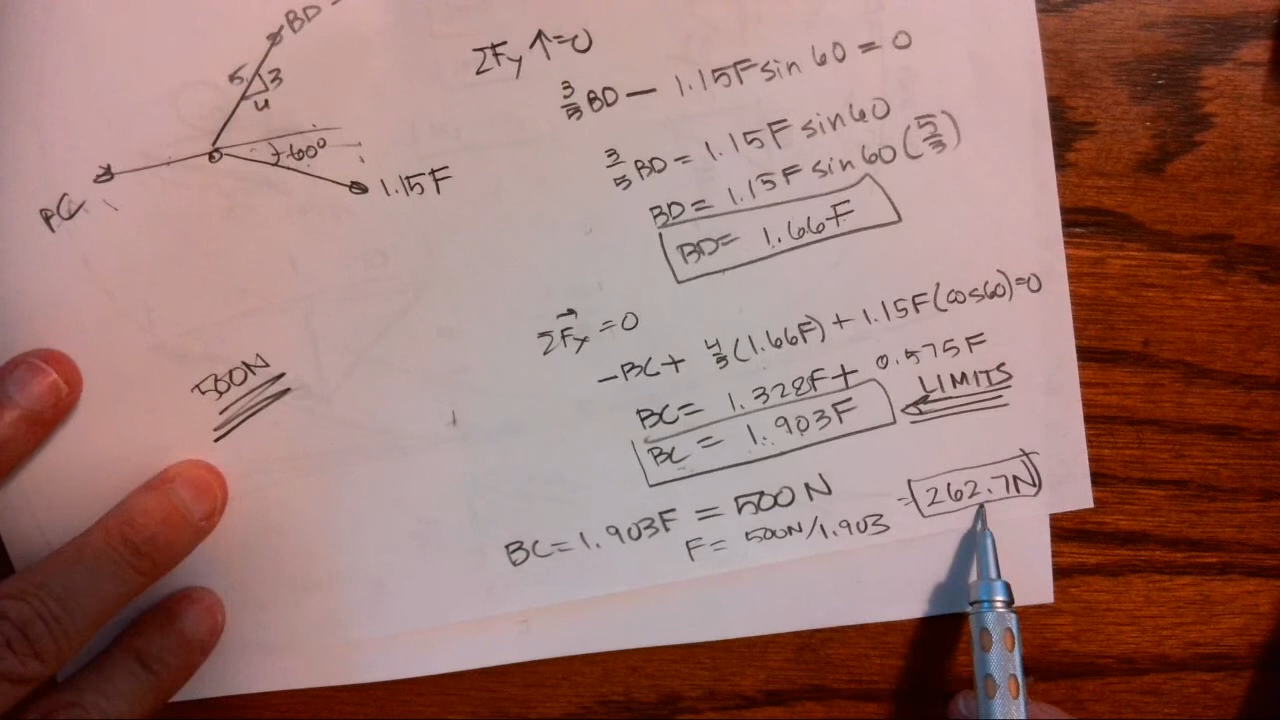 BD
5 3
4
60°
1.15F
500N
ΣFy ↑=0
3/5 BD - 1.15F sin 60 = 0
3/5 BD = 1.15F sin 60
BD = 1.15F sin 60 (5/3)
BD = 1.66F
ΣFx = 0
-BC + 4/5 (1.66F) + 1.15F (cos 60) = 0
BC = 1.328F + 0.575F
BC = 1.903F ← LIMITS
BC = 1.903F = 500N
F = 500N/1.903 = 262.7N